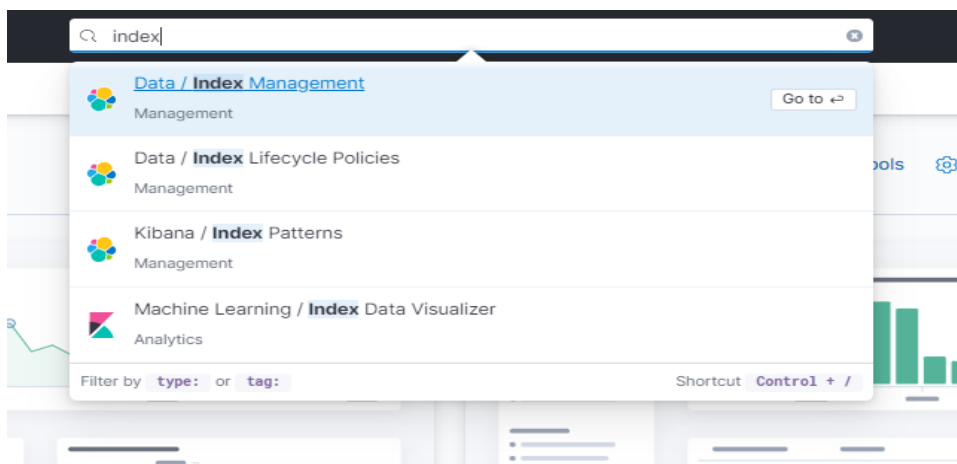 index
Data / Index Management
Management
Go to
Data / Index Lifecycle Policies
Management
Kibana / Index Patterns
Management
Machine Learning / Index Data Visualizer
Analytics
Filter by type: or tag:
Shortcut Control + /
ools